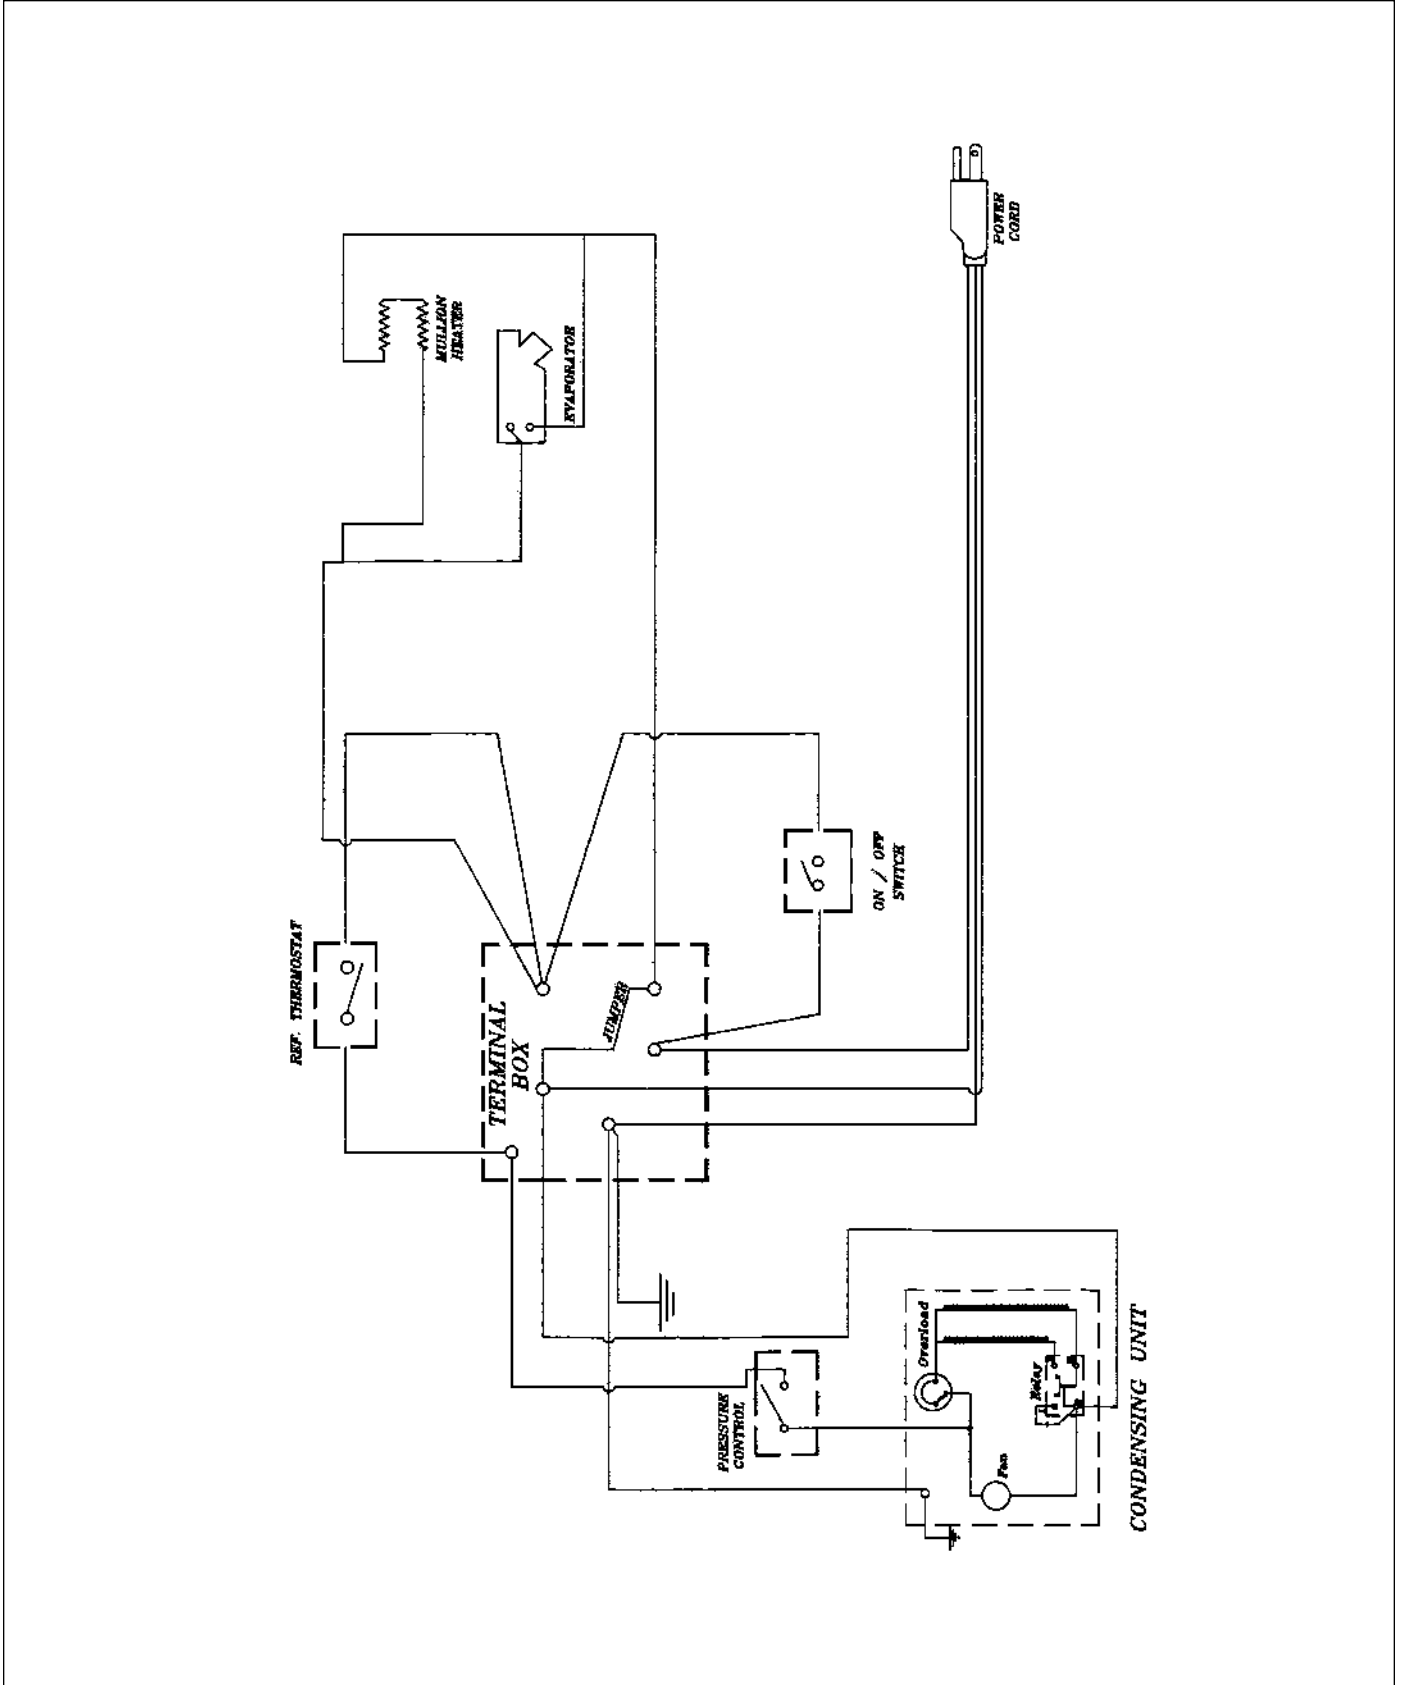 POWER
CORD
MULLION
HEATER
EVAPORATOR
ON / OFF
SWITCH
REF. THERMOSTAT
TERMINAL
BOX
JUMPER
PRESSURE
CONTROL
Overload
Relay
Fan
CONDENSING UNIT